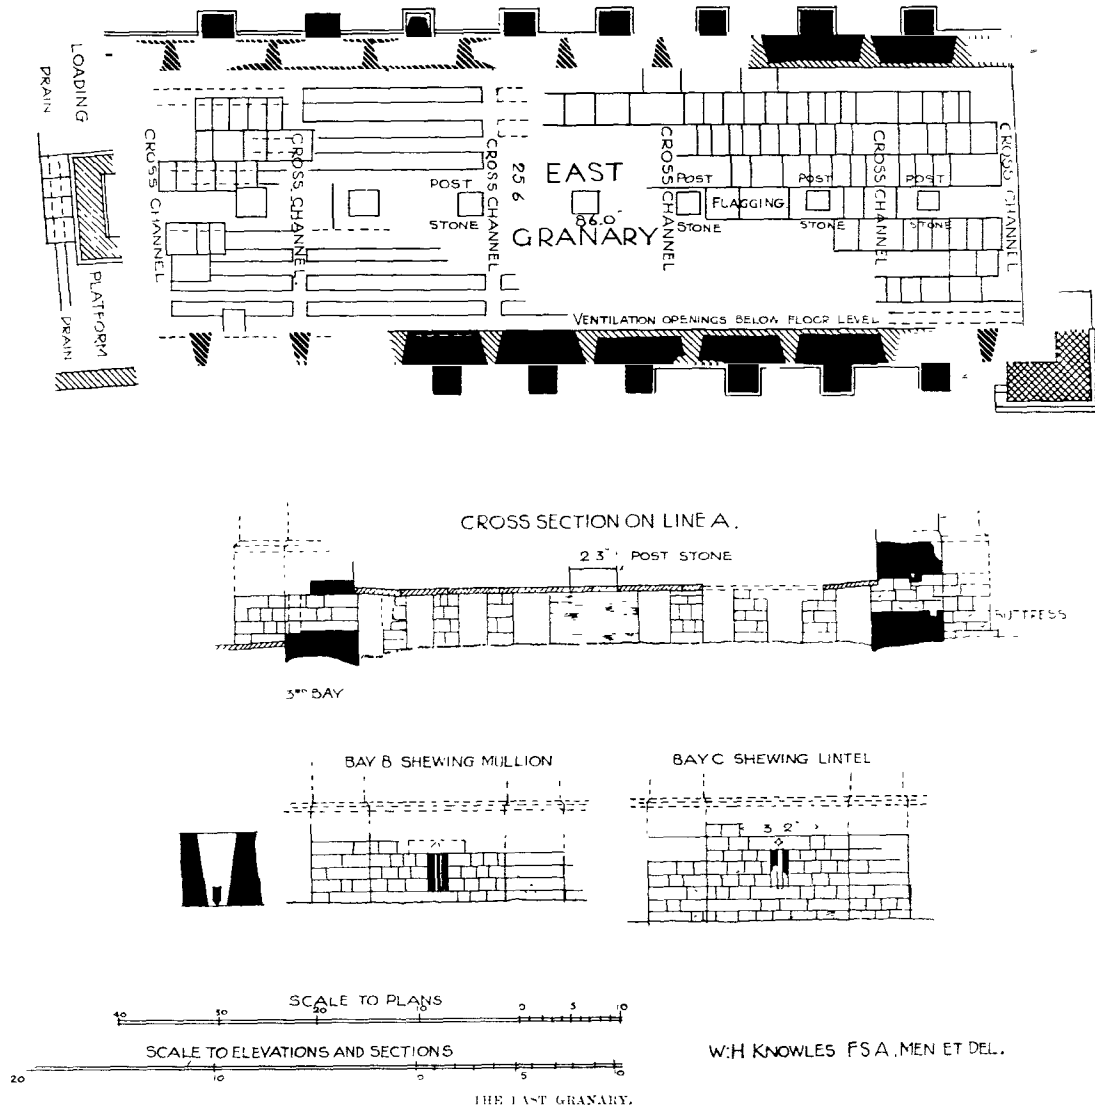 LOADING
PLATFORM
DRAIN
DRAIN
CROSS CHANNEL
CROSS CHANNEL.
CROSS CHANNEL
CROSS CHANNEL
CROSS CHANNEL
CROSS CHANNEL
POST
STONE
25 6
EAST
86.0"
GRANARY
POST
STONE
FLAGGING
POST
STONE
POST
STONE
VENTILATION OPENINGS BELOW FLOOR LEVEL
CROSS SECTION ON LINE A.
2 3" POST STONE
BUTTRESS
3RD BAY
BAY B SHEWING MULLION
BAY C SHEWING LINTEL
3 2"
SCALE TO PLANS
40 30 20 10 0 5 10
SCALE TO ELEVATIONS AND SECTIONS
20 10 0 5 10
W:H KNOWLES FSA, MEN ET DEL.
THE EAST GRANARY.